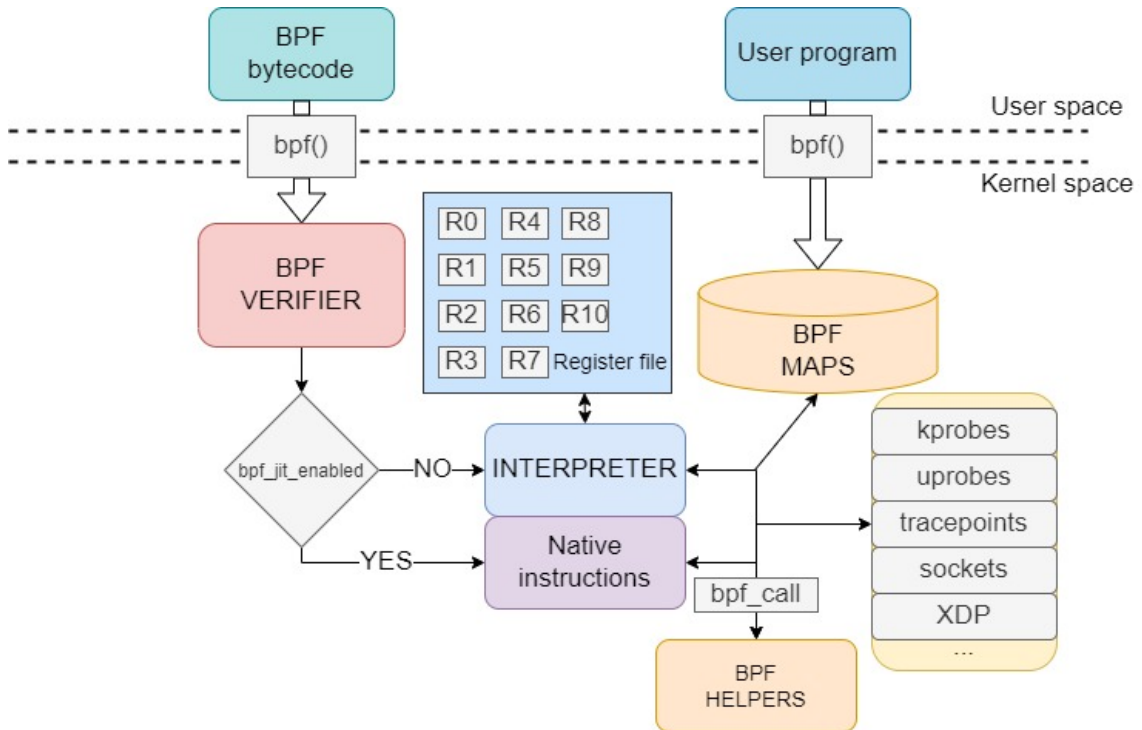 BPF
bytecode
User program
User space
bpf()
bpf()
Kernel space
BPF
VERIFIER
R0 R4 R8
R1 R5 R9
R2 R6 R10
R3 R7 Register file
BPF
MAPS
bpf_jit_enabled
NO
INTERPRETER
YES
Native
instructions
kprobes
uprobes
tracepoints
sockets
XDP
...
bpf_call
BPF
HELPERS